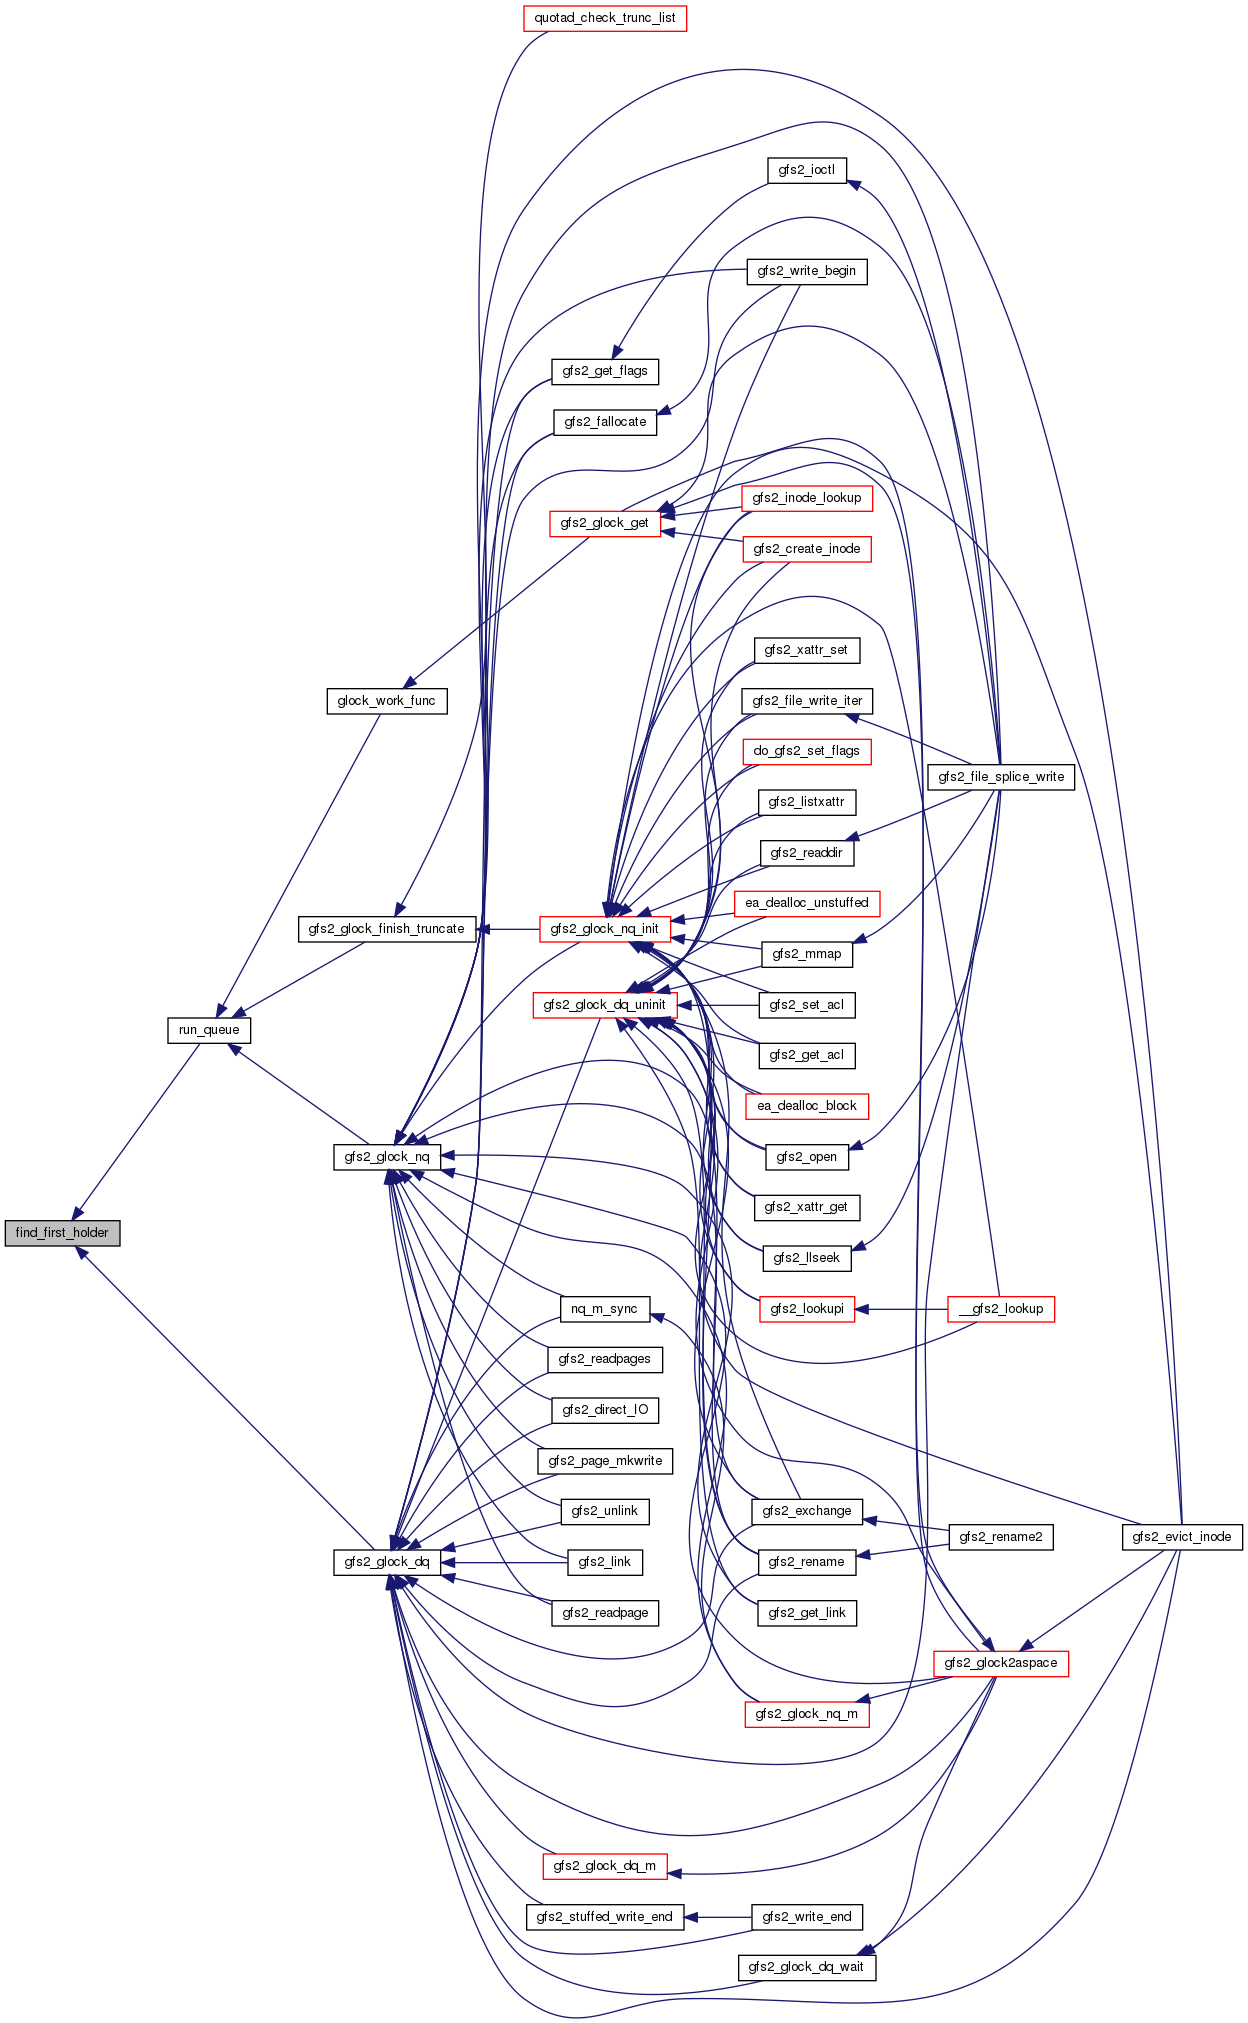 quotad_check_trunc_list
gfs2_ioctl
gfs2_write_begin
gfs2_get_flags
gfs2_fallocate
gfs2_inode_lookup
gfs2_glock_get
gfs2_create_inode
gfs2_xattr_set
glock_work_func
gfs2_file_write_iter
do_gfs2_set_flags
gfs2_file_splice_write
gfs2_listxattr
gfs2_readdir
ea_dealloc_unstuffed
gfs2_glock_finish_truncate
gfs2_glock_nq_init
gfs2_mmap
gfs2_glock_dq_uninit
gfs2_set_acl
run_queue
gfs2_get_acl
ea_dealloc_block
gfs2_glock_nq
gfs2_open
gfs2_xattr_get
find_first_holder
gfs2_llseek
nq_m_sync
gfs2_lookupi
__gfs2_lookup
gfs2_readpages
gfs2_direct_IO
gfs2_page_mkwrite
gfs2_unlink
gfs2_exchange
gfs2_rename2
gfs2_evict_inode
gfs2_glock_dq
gfs2_link
gfs2_rename
gfs2_readpage
gfs2_get_link
gfs2_glock2aspace
gfs2_glock_nq_m
gfs2_glock_dq_m
gfs2_stuffed_write_end
gfs2_write_end
gfs2_glock_dq_wait